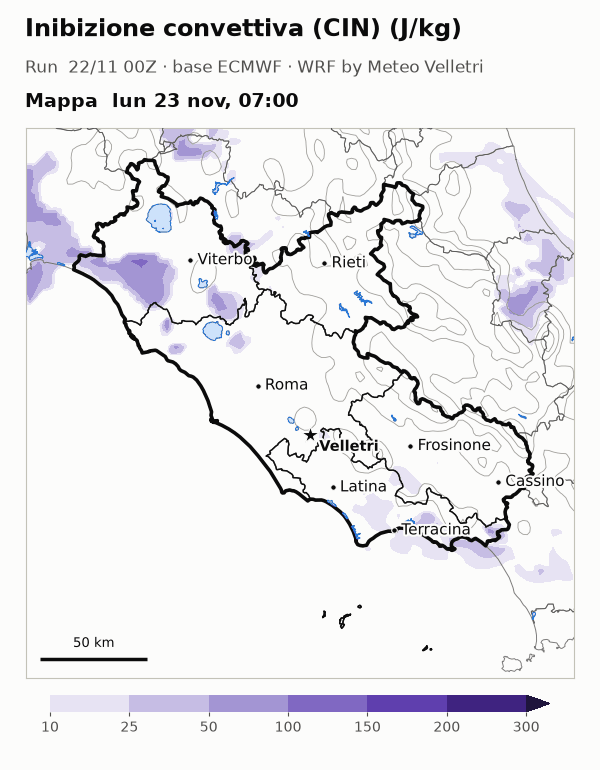 Inibizione convettiva (CIN) (J/kg)
Run  22/11 00Z · base ECMWF · WRF by Meteo Velletri
Mappa  lun 23 nov, 07:00
Viterbo
Rieti
Roma
Velletri
Frosinone
Cassino
Latina
Terracina
50 km
10 25 50 100 150 200 300